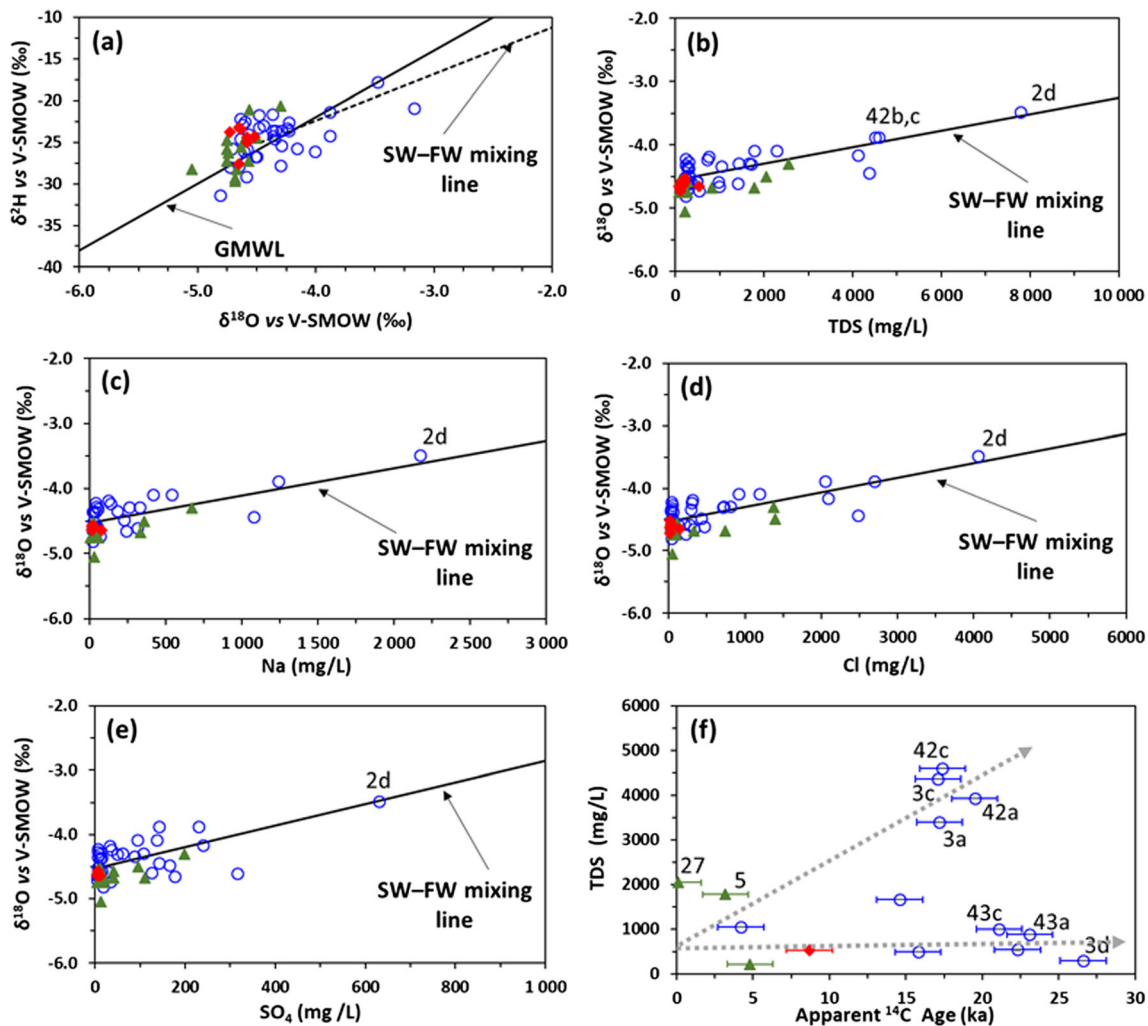 (a)
-10
-15
-20
-25
-30
-35
-40
δ²H vs V-SMOW (‰)
SW–FW mixing
line
GMWL
-6.0 -5.0 -4.0 -3.0 -2.0
δ¹⁸O vs V-SMOW (‰)
(b)
-2.0
-3.0
-4.0
-5.0
-6.0
δ¹⁸O vs V-SMOW (‰)
2d
42b,c
SW–FW mixing
line
0 2 000 4 000 6 000 8 000 10 000
TDS (mg/L)
(c)
-2.0
-3.0
-4.0
-5.0
-6.0
δ¹⁸O vs V-SMOW (‰)
2d
SW–FW mixing
line
0 500 1 000 1 500 2 000 2 500 3 000
Na (mg/L)
(d)
-2.0
-3.0
-4.0
-5.0
-6.0
δ¹⁸O vs V-SMOW (‰)
2d
SW–FW mixing
line
0 1000 2000 3000 4000 5000 6000
Cl (mg/L)
(e)
-2.0
-3.0
-4.0
-5.0
-6.0
δ¹⁸O vs V-SMOW (‰)
2d
SW–FW mixing
line
0 200 400 600 800 1 000
SO₄ (mg /L)
(f)
6000
5000
4000
3000
2000
1000
0
TDS (mg/L)
42c
3c
42a
3a
27
5
43c
43a
3d
0 5 10 15 20 25 30
Apparent ¹⁴C Age (ka)